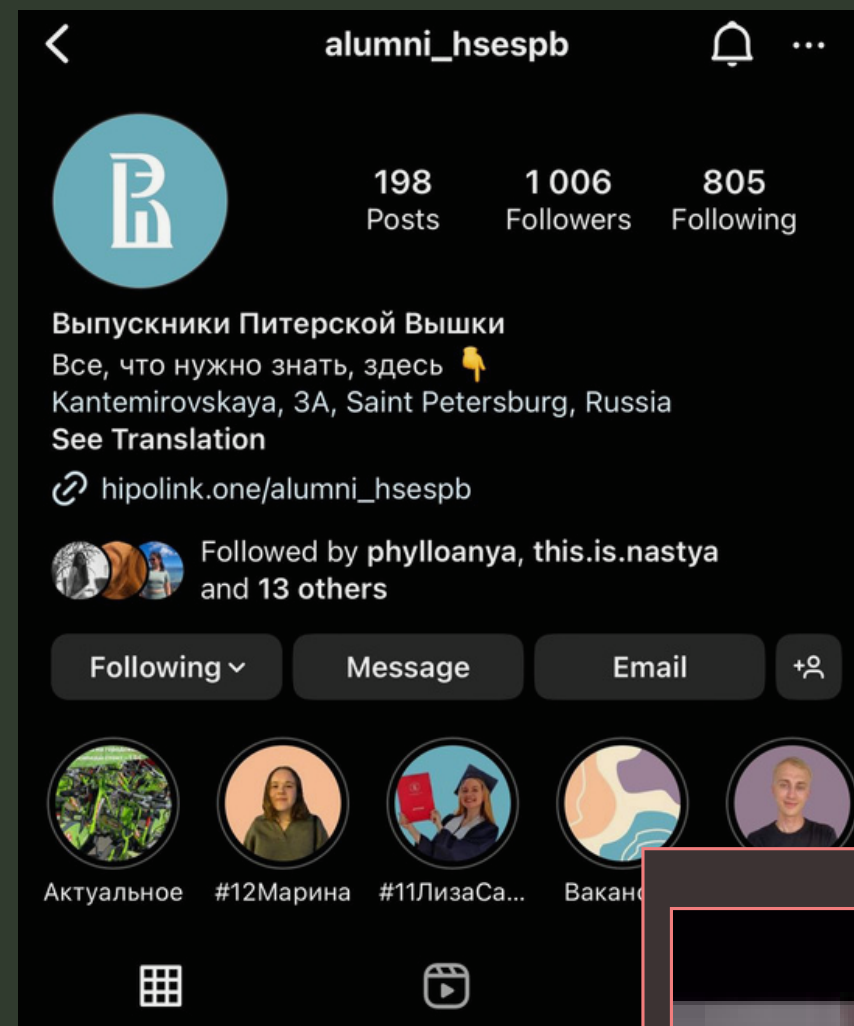 alumni_hsespb
198 1 006 805
Posts Followers Following
Выпускники Питерской Вышки
Все, что нужно знать, здесь 👇
Kantemirovskaya, 3A, Saint Petersburg, Russia
See Translation
hipolink.one/alumni_hsespb
Followed by phylloanya, this.is.nastya
and 13 others
Following Message Email
Актуальное #12Марина #11ЛизаСа...